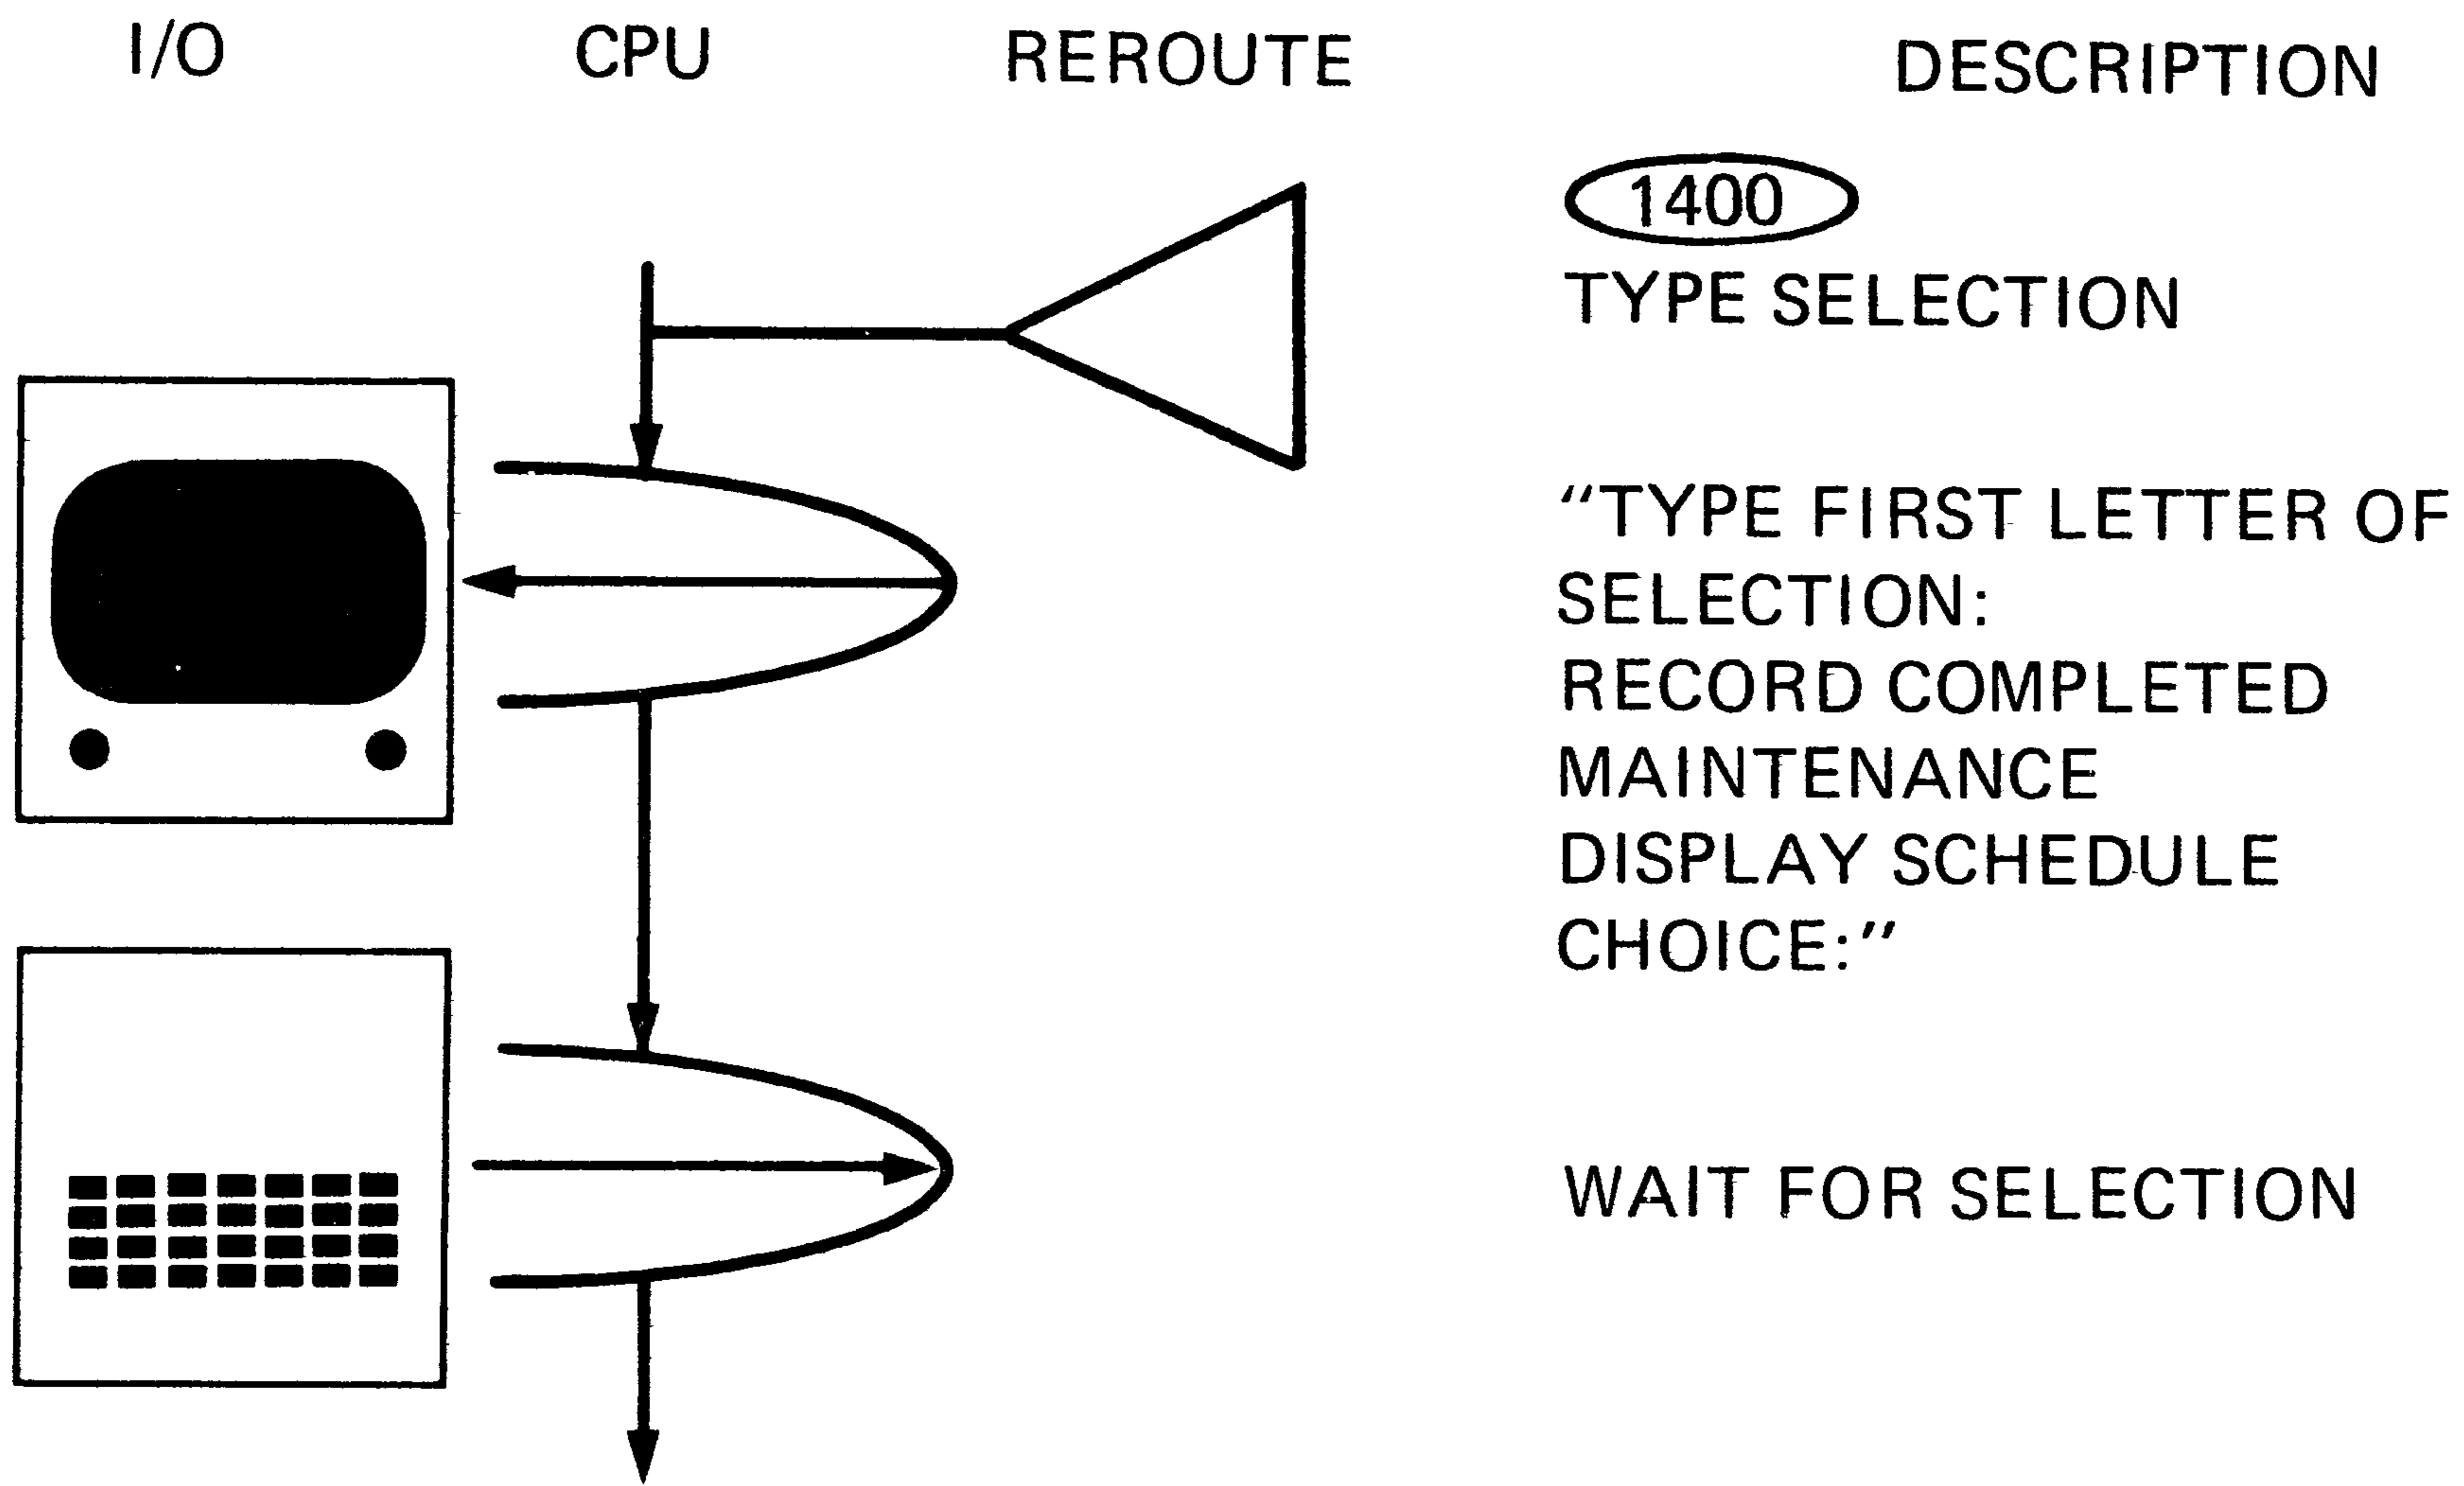 I/O CPU REROUTE DESCRIPTION
1400
TYPE SELECTION
“TYPE FIRST LETTER OF
SELECTION:
RECORD COMPLETED
MAINTENANCE
DISPLAY SCHEDULE
CHOICE:”
WAIT FOR SELECTION